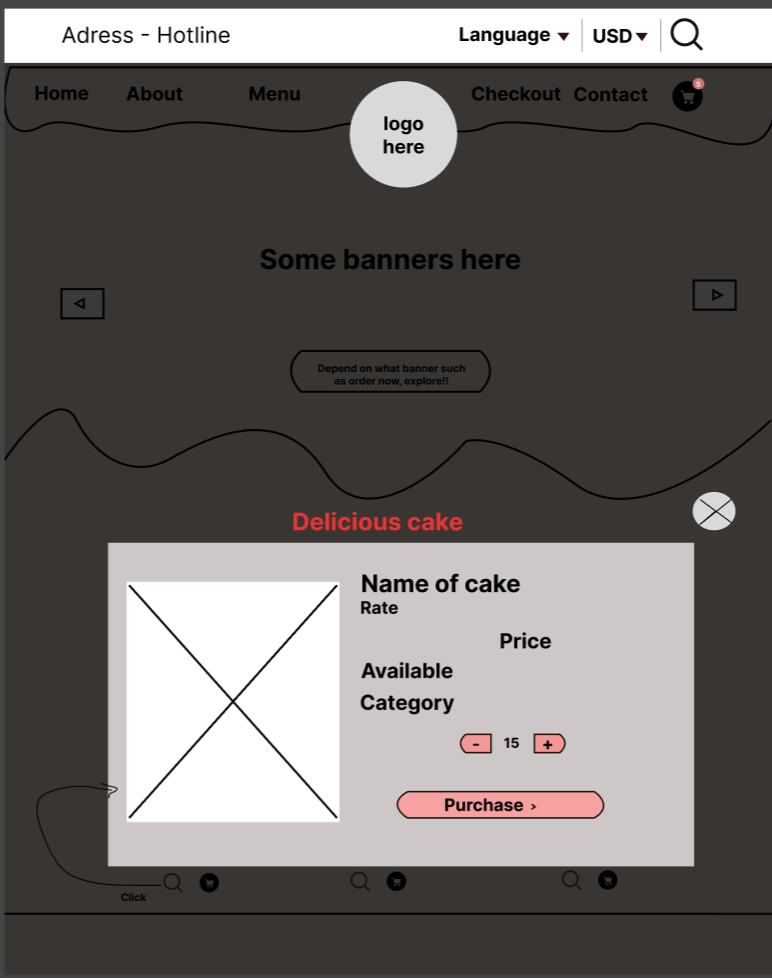 Adress - Hotline
Language
USD
Home
About
Menu
logo
here
Checkout
Contact
5
Some banners here
Depend on what banner such
as order now, explore!!
Delicious cake
Name of cake
Rate
Price
Available
Category
- 15 +
Purchase >
Click